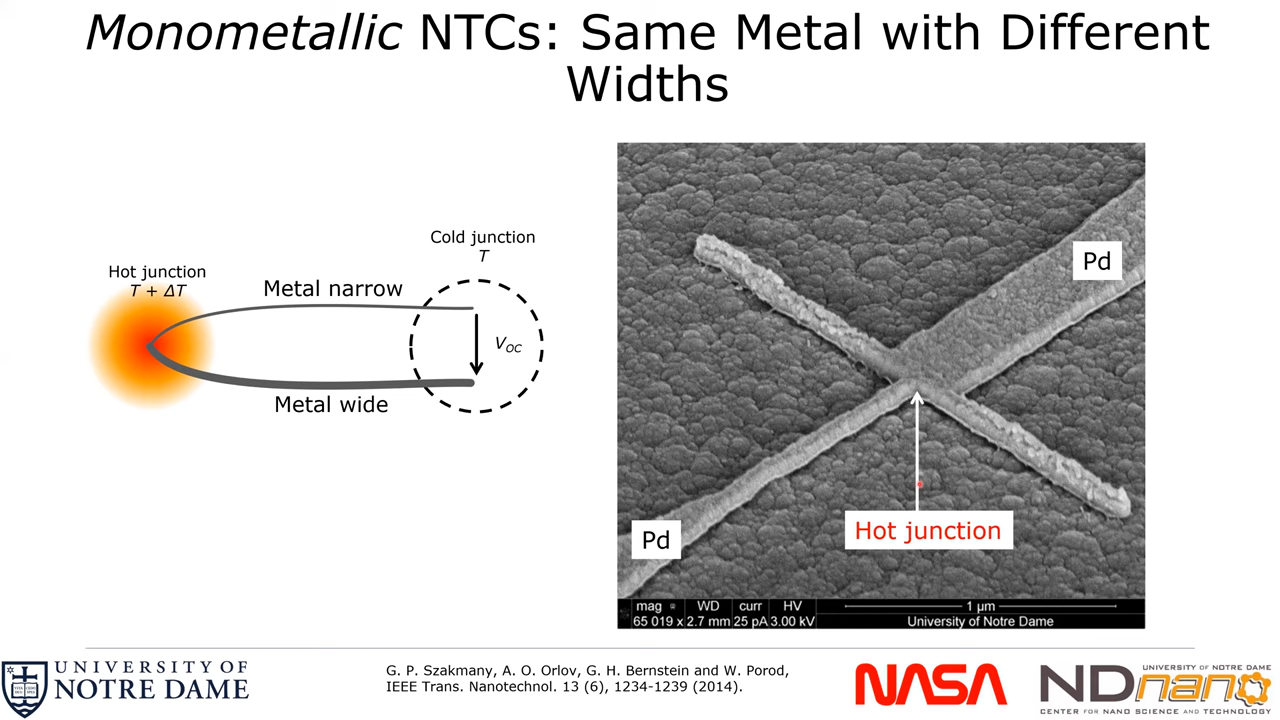 Monometallic NTCs: Same Metal with Different
Widths
Cold junction
T
Hot junction
T + ΔT
Metal narrow
V_OC
Metal wide
Pd
Pd
Hot junction
mag WD curr HV
65 019 x 2.7 mm 25 pA 3.00 kV
1 µm
University of Notre Dame
UNIVERSITY OF
NOTRE DAME
G. P. Szakmany, A. O. Orlov, G. H. Bernstein and W. Porod,
IEEE Trans. Nanotechnol. 13 (6), 1234-1239 (2014).
NASA
UNIVERSITY OF NOTRE DAME
NDnano
CENTER FOR NANO SCIENCE AND TECHNOLOGY